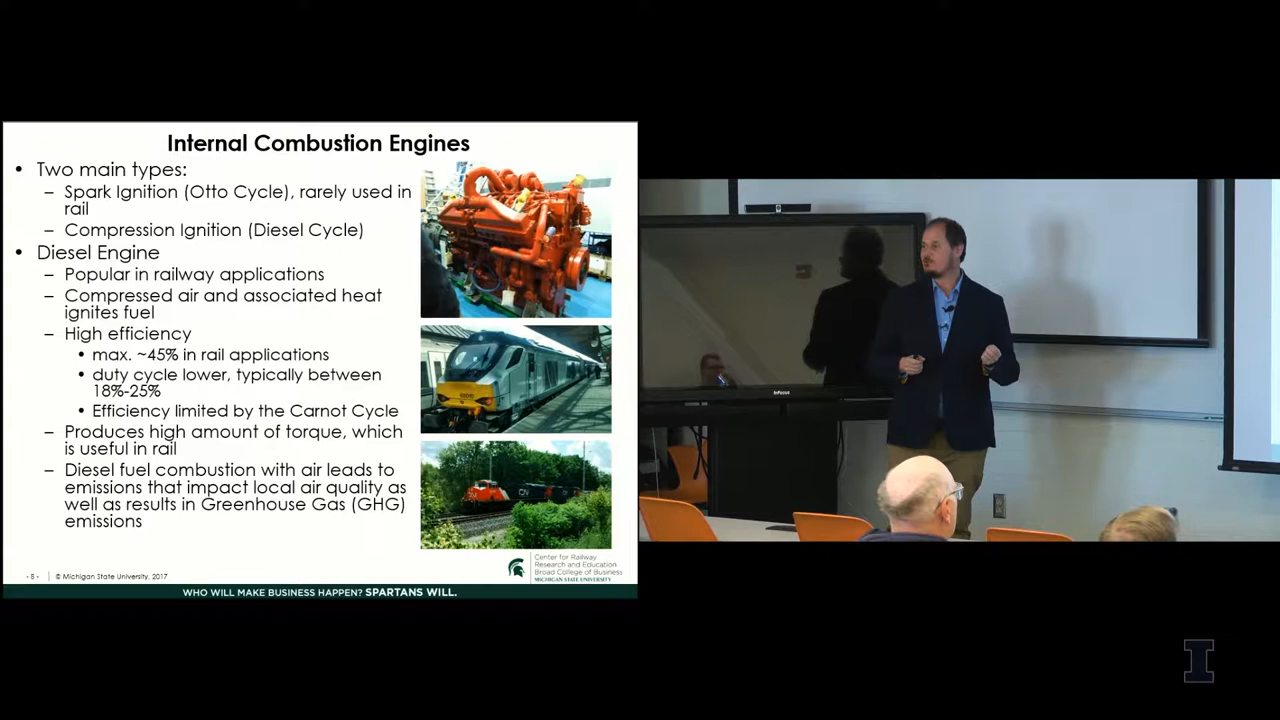 Internal Combustion Engines
• Two main types:
– Spark Ignition (Otto Cycle), rarely used in
rail
– Compression Ignition (Diesel Cycle)
• Diesel Engine
– Popular in railway applications
– Compressed air and associated heat
ignites fuel
– High efficiency
• max. ~45% in rail applications
• duty cycle lower, typically between
18%-25%
• Efficiency limited by the Carnot Cycle
– Produces high amount of torque, which
is useful in rail
– Diesel fuel combustion with air leads to
emissions that impact local air quality as
well as results in Greenhouse Gas (GHG)
emissions
CN
Center for Railway
Research and Education
Broad College of Business
MICHIGAN STATE UNIVERSITY
© Michigan State University, 2017
WHO WILL MAKE BUSINESS HAPPEN? SPARTANS WILL.
InFocus
I